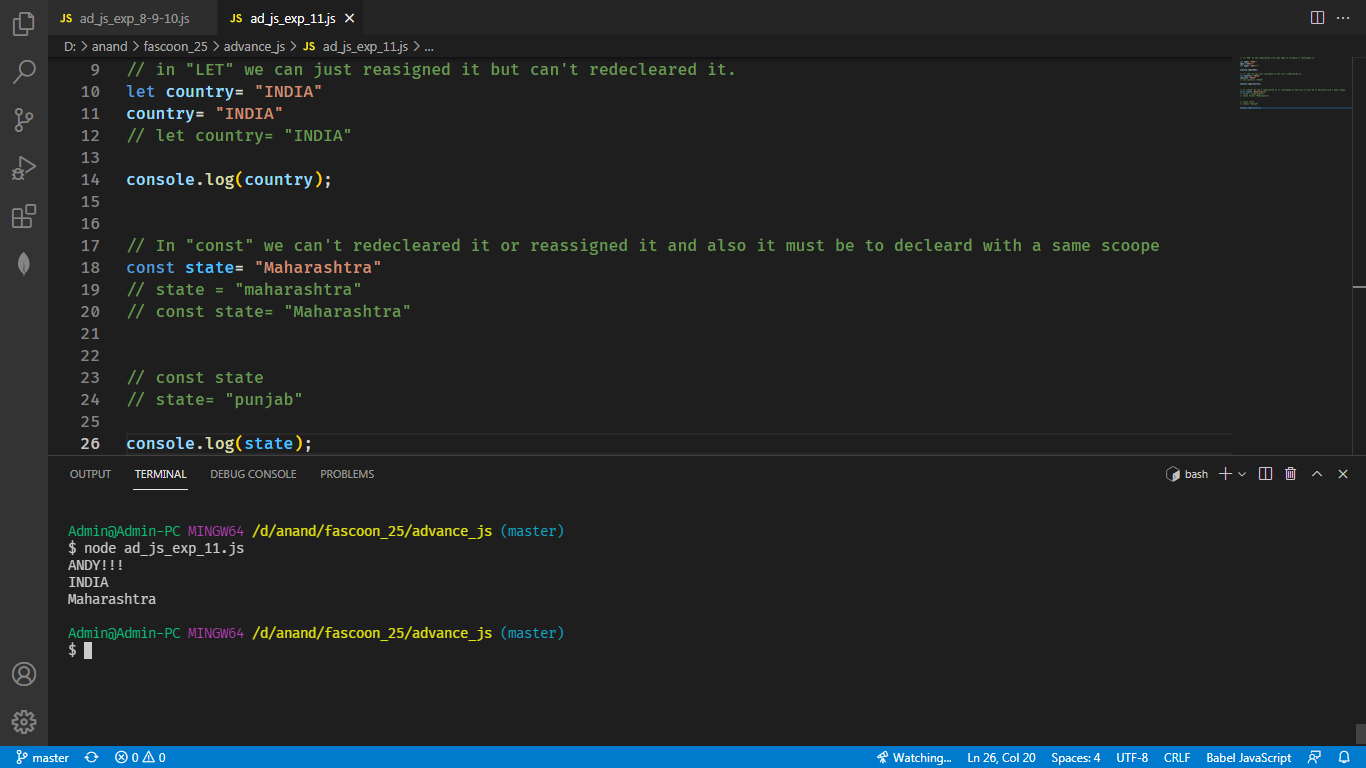 JS ad_js_exp_8-9-10.js JS ad_js_exp_11.js
D: > anand > fascoon_25 > advance_js > JS ad_js_exp_11.js > ...
9 // in "LET" we can just reasigned it but can't redecleared it.
10 let country= "INDIA"
11 country= "INDIA"
12 // let country= "INDIA"
13
14 console.log(country);
15
16
17 // In "const" we can't redecleared it or reassigned it and also it must be to decleard with a same scoope
18 const state= "Maharashtra"
19 // state = "maharashtra"
20 // const state= "Maharashtra"
21
22
23 // const state
24 // state= "punjab"
25
26 console.log(state);
OUTPUT TERMINAL DEBUG CONSOLE PROBLEMS bash
Admin@Admin-PC MINGW64 /d/anand/fascoon_25/advance_js (master)
$ node ad_js_exp_11.js
ANDY!!!
INDIA
Maharashtra
Admin@Admin-PC MINGW64 /d/anand/fascoon_25/advance_js (master)
$
master 0 0 Watching... Ln 26, Col 20 Spaces: 4 UTF-8 CRLF Babel JavaScript